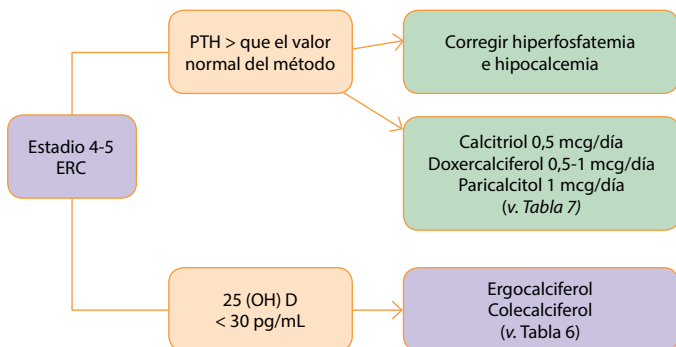 Estadio 4-5
ERC
PTH > que el valor
normal del método
Corregir hiperfosfatemia
e hipocalcemia
Calcitriol 0,5 mcg/día
Doxercalciferol 0,5-1 mcg/día
Paricalcitol 1 mcg/día
(v. Tabla 7)
25 (OH) D
< 30 pg/mL
Ergocalciferol
Colecalciferol
(v. Tabla 6)